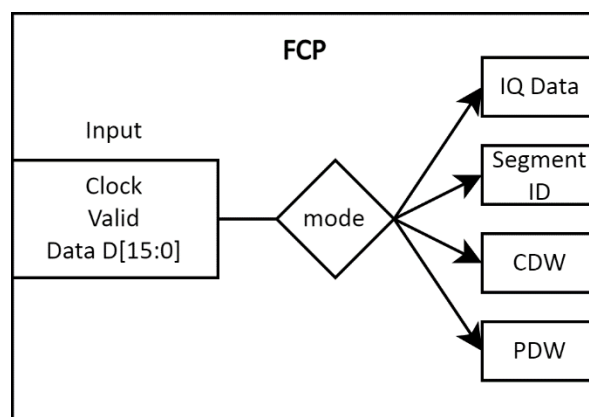 FCP
Input
Clock
Valid
Data D[15:0]
mode
IQ Data
Segment
ID
CDW
PDW